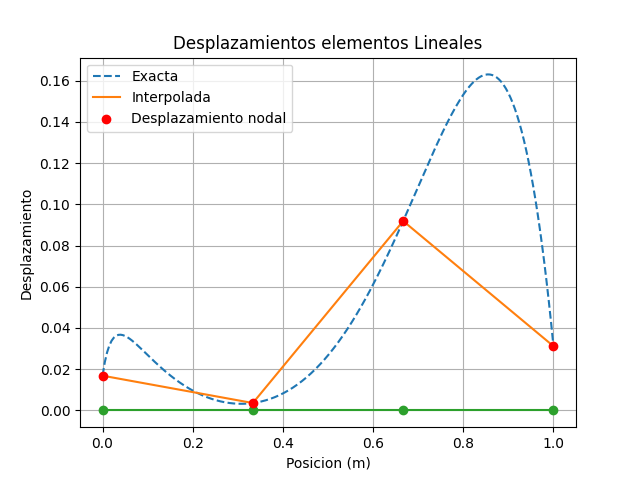 Desplazamientos elementos Lineales
Exacta
Interpolada
Desplazamiento nodal
Desplazamiento
0.16
0.14
0.12
0.10
0.08
0.06
0.04
0.02
0.00
0.0 0.2 0.4 0.6 0.8 1.0
Posicion (m)